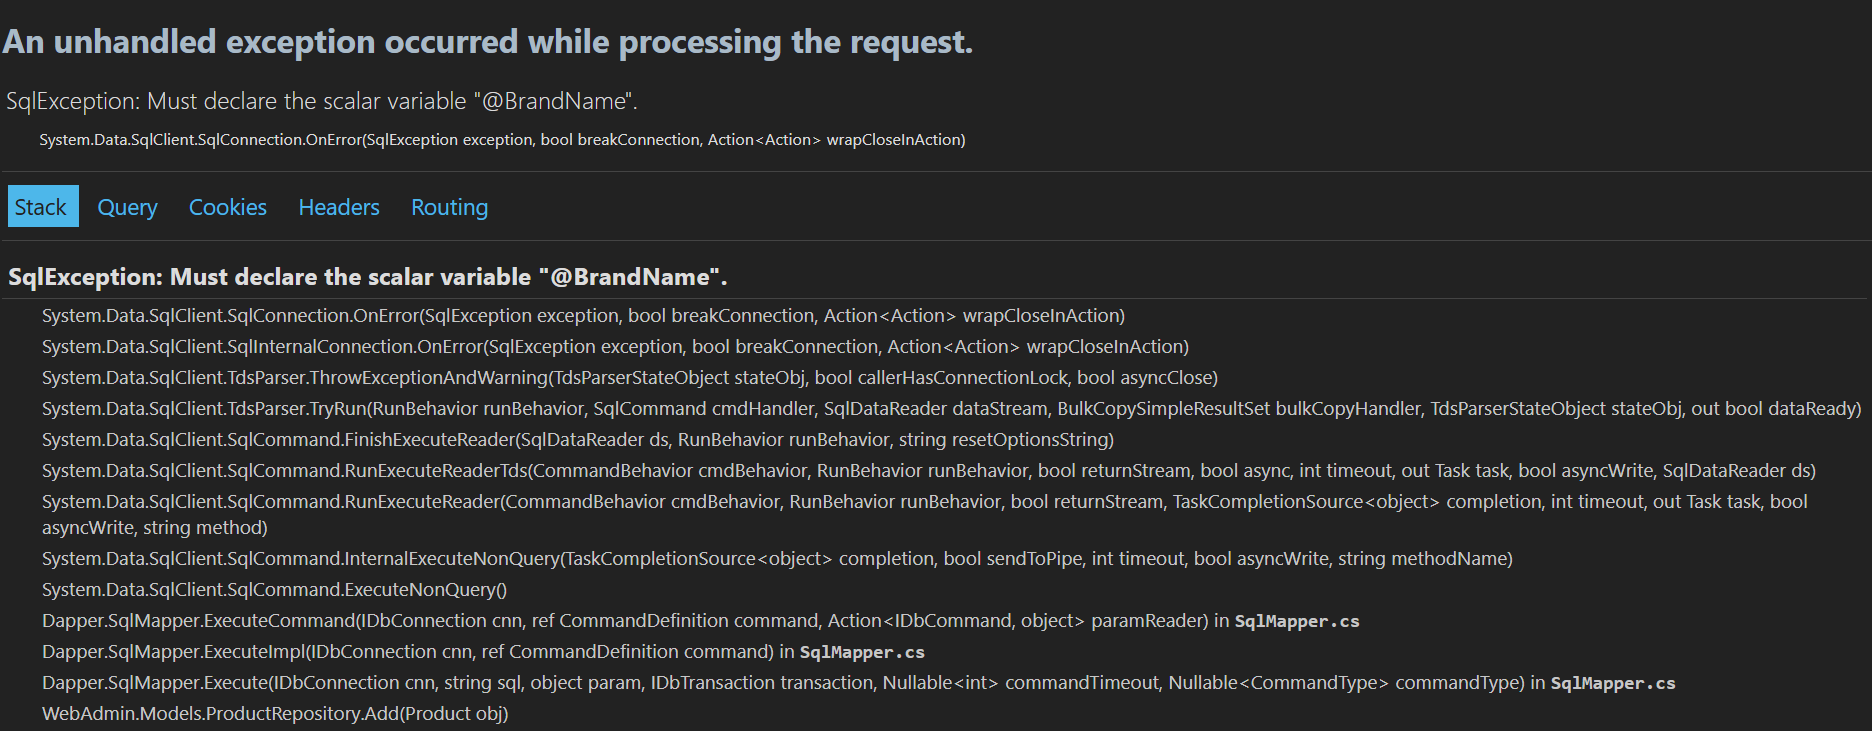 An unhandled exception occurred while processing the request.
SqlException: Must declare the scalar variable "@BrandName".
System.Data.SqlClient.SqlConnection.OnError(SqlException exception, bool breakConnection, Action<Action> wrapCloseInAction)
Stack Query Cookies Headers Routing
SqlException: Must declare the scalar variable "@BrandName".
System.Data.SqlClient.SqlConnection.OnError(SqlException exception, bool breakConnection, Action<Action> wrapCloseInAction)
System.Data.SqlClient.SqlInternalConnection.OnError(SqlException exception, bool breakConnection, Action<Action> wrapCloseInAction)
System.Data.SqlClient.TdsParser.ThrowExceptionAndWarning(TdsParserStateObject stateObj, bool callerHasConnectionLock, bool asyncClose)
System.Data.SqlClient.TdsParser.TryRun(RunBehavior runBehavior, SqlCommand cmdHandler, SqlDataReader dataStream, BulkCopySimpleResultSet bulkCopyHandler, TdsParserStateObject stateObj, out bool dataReady)
System.Data.SqlClient.SqlCommand.FinishExecuteReader(SqlDataReader ds, RunBehavior runBehavior, string resetOptionsString)
System.Data.SqlClient.SqlCommand.RunExecuteReaderTds(CommandBehavior cmdBehavior, RunBehavior runBehavior, bool returnStream, bool async, int timeout, out Task task, bool asyncWrite, SqlDataReader ds)
System.Data.SqlClient.SqlCommand.RunExecuteReader(CommandBehavior cmdBehavior, RunBehavior runBehavior, bool returnStream, TaskCompletionSource<object> completion, int timeout, out Task task, bool
asyncWrite, string method)
System.Data.SqlClient.SqlCommand.InternalExecuteNonQuery(TaskCompletionSource<object> completion, bool sendToPipe, int timeout, bool asyncWrite, string methodName)
System.Data.SqlClient.SqlCommand.ExecuteNonQuery()
Dapper.SqlMapper.ExecuteCommand(IDbConnection cnn, ref CommandDefinition command, Action<IDbCommand, object> paramReader) in SqlMapper.cs
Dapper.SqlMapper.ExecuteImpl(IDbConnection cnn, ref CommandDefinition command) in SqlMapper.cs
Dapper.SqlMapper.Execute(IDbConnection cnn, string sql, object param, IDbTransaction transaction, Nullable<int> commandTimeout, Nullable<CommandType> commandType) in SqlMapper.cs
WebAdmin.Models.ProductRepository.Add(Product obj)